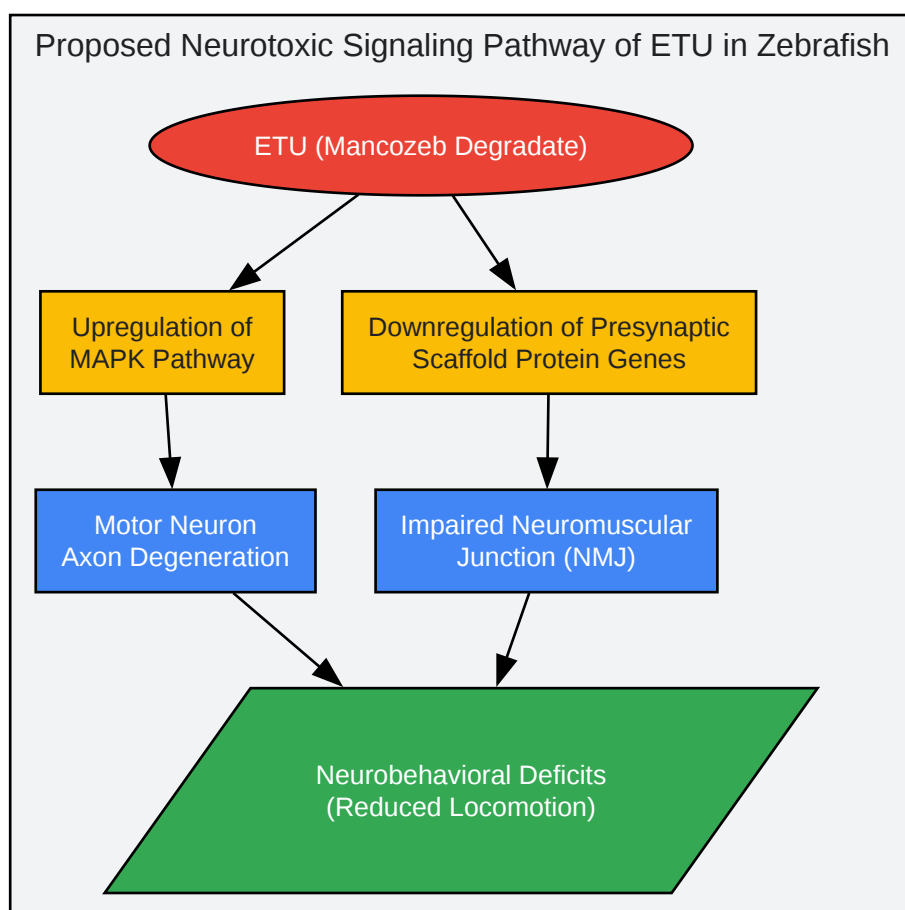 Proposed Neurotoxic Signaling Pathway of ETU in Zebrafish
ETU (Mancozeb Degradate)
Upregulation of
MAPK Pathway
Downregulation of Presynaptic
Scaffold Protein Genes
Motor Neuron
Axon Degeneration
Impaired Neuromuscular
Junction (NMJ)
Neurobehavioral Deficits
(Reduced Locomotion)